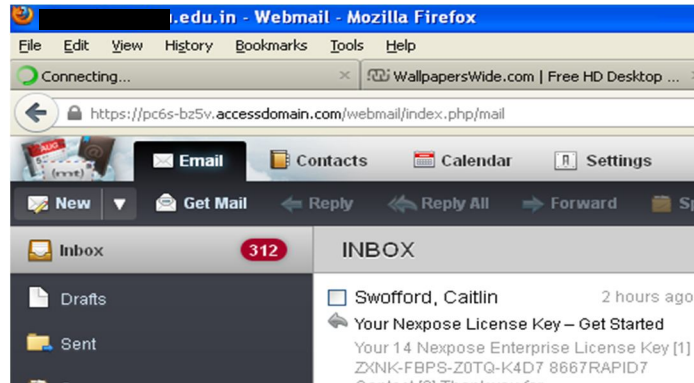 u.edu.in - Webmail - Mozilla Firefox
File Edit View History Bookmarks Tools Help
Connecting... × WallpapersWide.com | Free HD Desktop ...
https://pc6s-bz5v.accessdomain.com/webmail/index.php/mail
AUG
(mt) Email Contacts Calendar Settings
New Get Mail Reply Reply All Forward
Inbox 312 INBOX
Drafts Swofford, Caitlin 2 hours ago
Your Nexpose License Key – Get Started
Sent Your 14 Nexpose Enterprise License Key [1]
ZXNK-FBPS-Z0TQ-K4D7 8667RAPID7